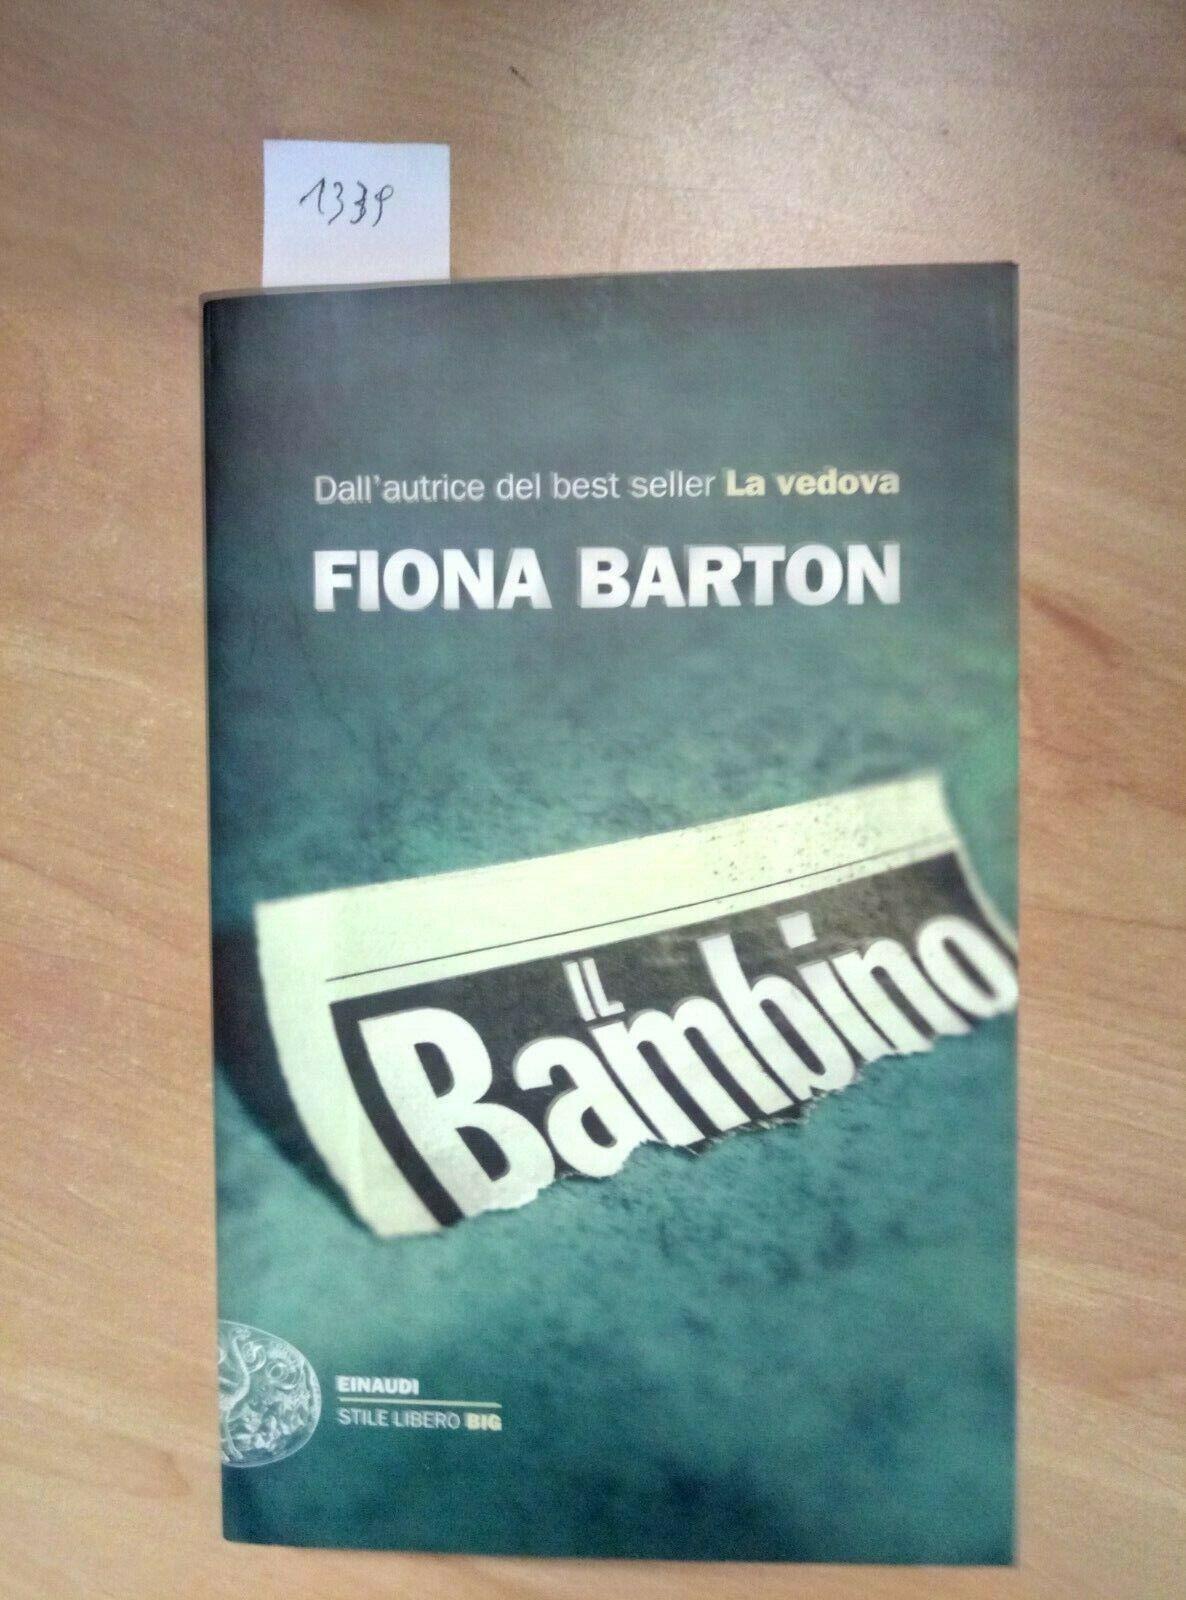 1339
Dall'autrice del best seller La vedova
FIONA BARTON
IL
Bambino
EINAUDI
STILE LIBERO BIG